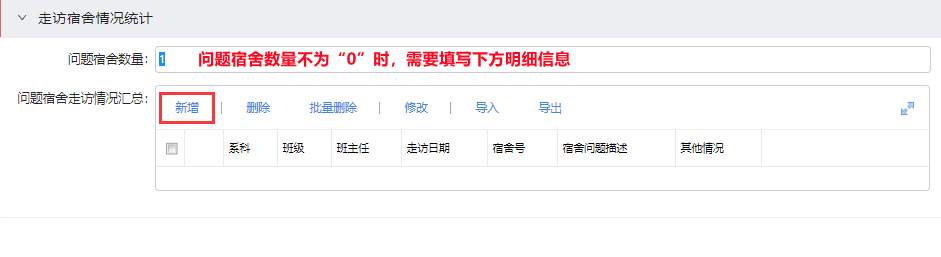 走访宿舍情况统计
问题宿舍数量: 1 问题宿舍数量不为“0”时，需要填写下方明细信息
问题宿舍走访情况汇总: 新增 | 删除 批量删除 | 修改 | 导入 导出
系科 班级 班主任 走访日期 宿舍号 宿舍问题描述 其他情况